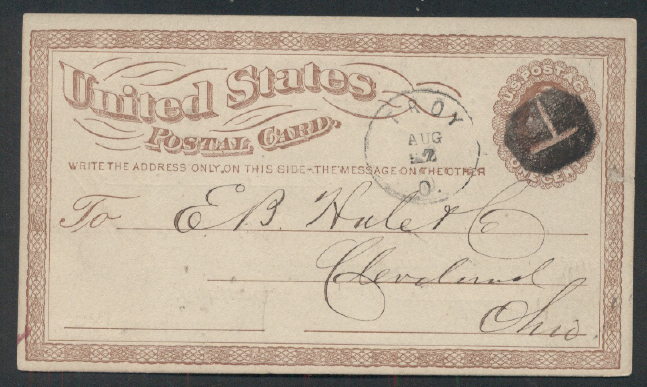 United States
POSTAL CARD.
WRITE THE ADDRESS ONLY ON THIS SIDE-THE MESSAGE ON THE OTHER
To E.B. Hale & Co
Cleveland
Ohio.
TROY
AUG
O.
U.S. POSTAGE
ONE CENT